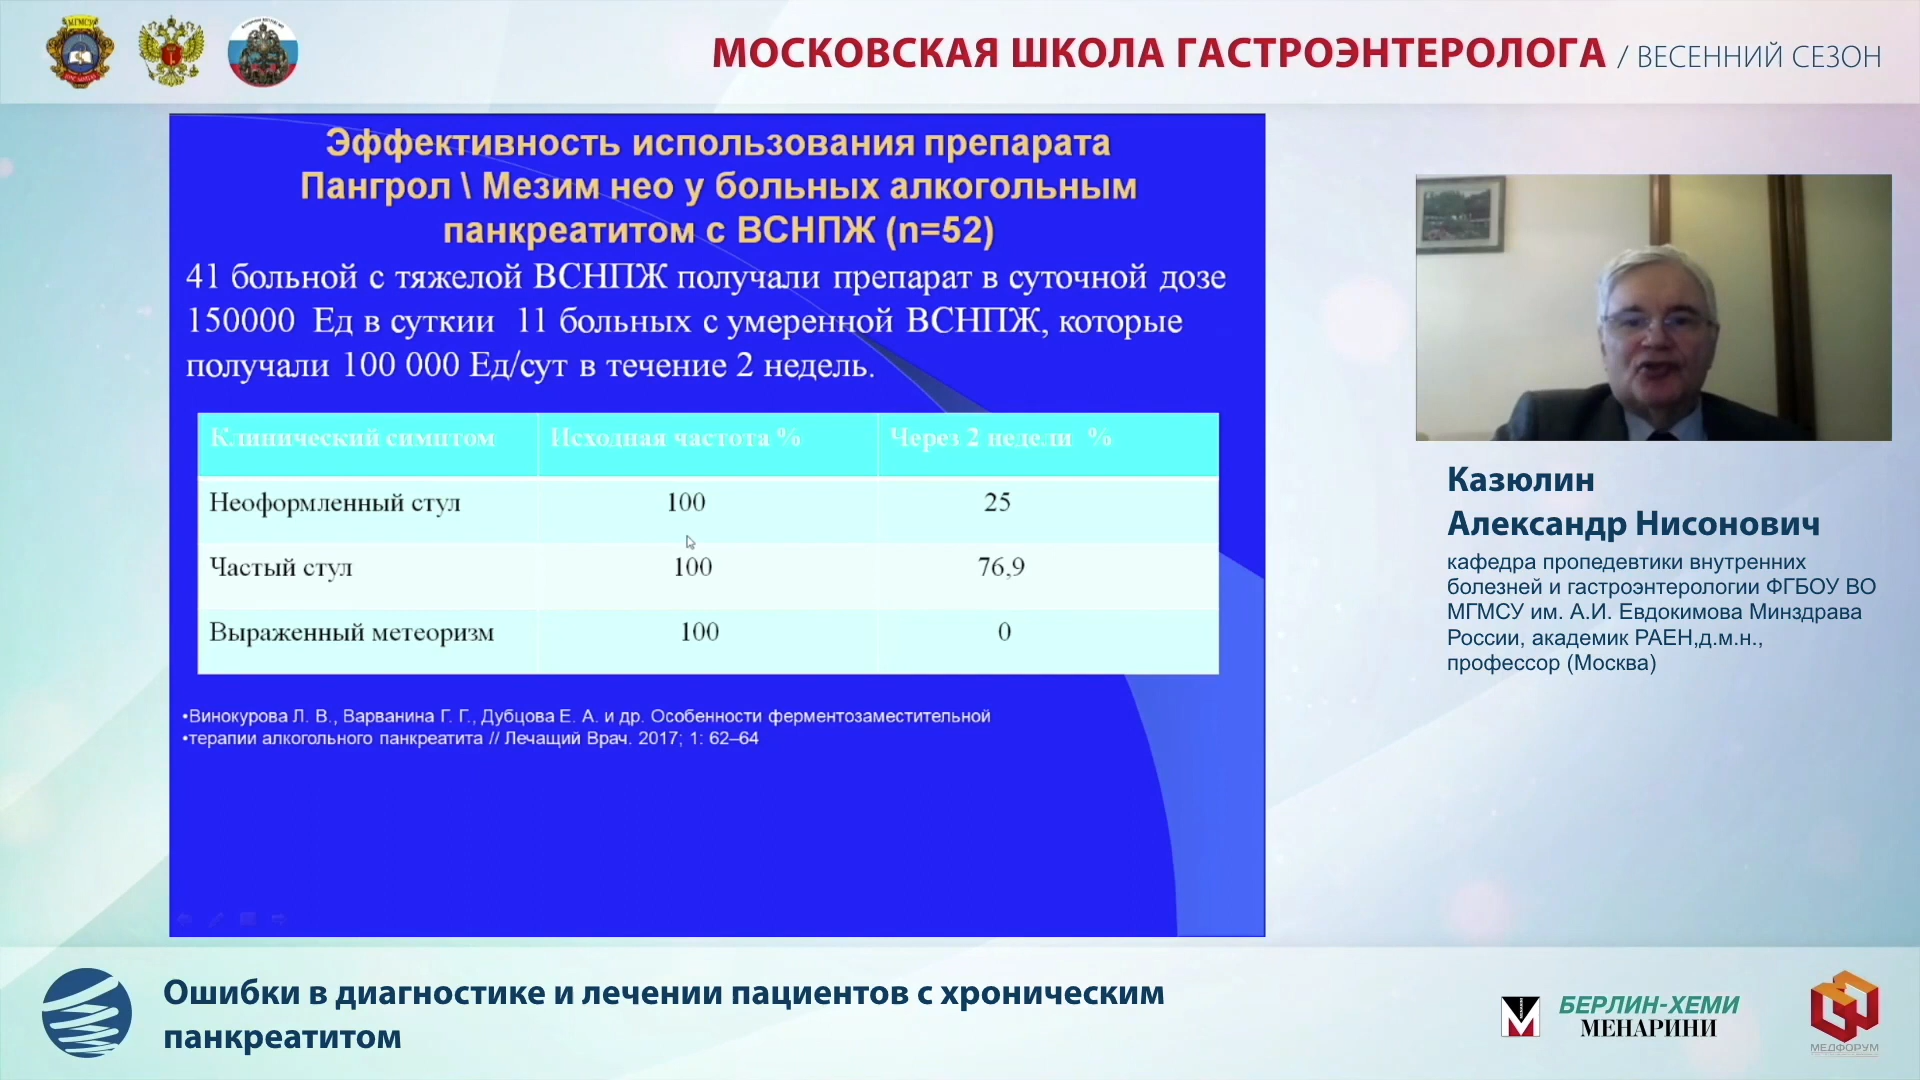 МГМСУ
МОСКОВСКАЯ ШКОЛА ГАСТРОЭНТЕРОЛОГА / ВЕСЕННИЙ СЕЗОН
Эффективность использования препарата
Пангрол \ Мезим нео у больных алкогольным
панкреатитом с ВСНПЖ (n=52)
41 больной с тяжелой ВСНПЖ получали препарат в суточной дозе
150000 Ед в суткии 11 больных с умеренной ВСНПЖ, которые
получали 100 000 Ед/сут в течение 2 недель.
Клинический симптом Исходная частота % Через 2 недели %
Неоформленный стул 100 25
Частый стул 100 76,9
Выраженный метеоризм 100 0
•Винокурова Л. В., Варванина Г. Г., Дубцова Е. А. и др. Особенности ферментозаместительной
•терапии алкогольного панкреатита // Лечащий Врач. 2017; 1: 62–64
Казюлин
Александр Нисонович
кафедра пропедевтики внутренних
болезней и гастроэнтерологии ФГБОУ ВО
МГМСУ им. А.И. Евдокимова Минздрава
России, академик РАЕН,д.м.н.,
профессор (Москва)
Ошибки в диагностике и лечении пациентов с хроническим
панкреатитом
БЕРЛИН-ХЕМИ
МЕНАРИНИ
МЕДФОРУМ